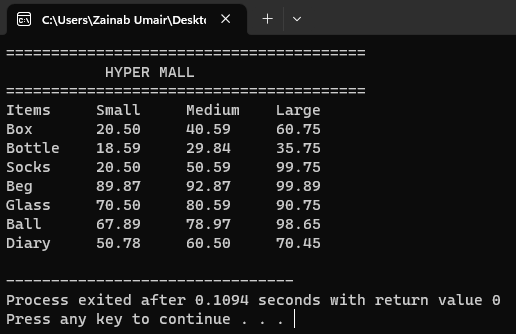 C:\Users\Zainab Umair\Deskt
========================================
HYPER MALL
========================================
Items     Small     Medium    Large
Box       20.50     40.59     60.75
Bottle    18.59     29.84     35.75
Socks     20.50     50.59     99.75
Beg       89.87     92.87     99.89
Glass     70.50     80.59     90.75
Ball      67.89     78.97     98.65
Diary     50.78     60.50     70.45
--------------------------------
Process exited after 0.1094 seconds with return value 0
Press any key to continue . . .